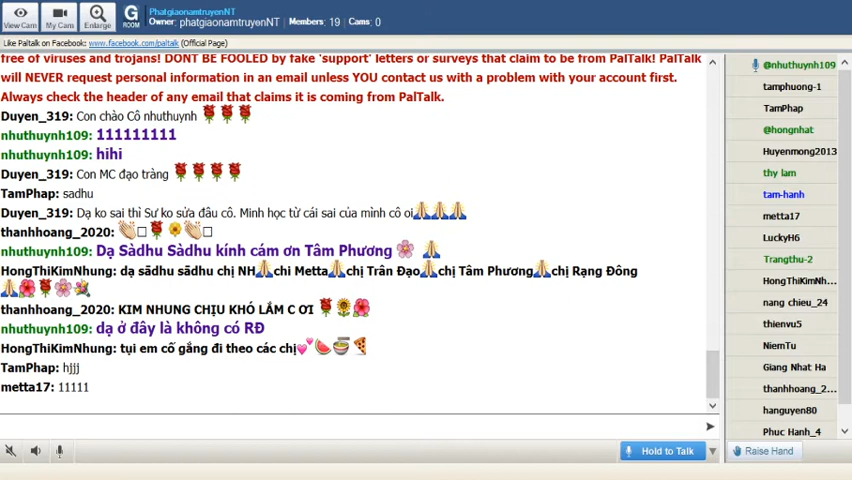 PhatgiaonamtruyenNT
Owner: phatgiaonamtruyenNT Members: 19 Cams: 0
View Cam My Cam Enlarge G ROOM
Like Paltalk on Facebook: www.facebook.com/paltalk (Official Page)
free of viruses and trojans! DONT BE FOOLED by fake 'support' letters or surveys that claim to be from PalTalk! PalTalk
will NEVER request personal information in an email unless YOU contact us with a problem with your account first.
Always check the header of any email that claims it is coming from PalTalk.
Duyen_319: Con chào Cô nhuthuynh
nhuthuynh109: 111111111
nhuthuynh109: hihi
Duyen_319: Con MC đạo tràng
TamPhap: sadhu
Duyen_319: Dạ ko sai thì Sư ko sửa đâu cô. Mình học từ cái sai của mình cô oi
thanhhoang_2020:
nhuthuynh109: Dạ Sàdhu Sàdhu kính cám ơn Tâm Phương
HongThiKimNhung: dạ sãdhu sãdhu chị NH chi Metta chị Trân Đạo chị Tâm Phương chị Rạng Đông
thanhhoang_2020: KIM NHUNG CHỊU KHÓ LẮM C ƠI
nhuthuynh109: dạ ở đây là không có RĐ
HongThiKimNhung: tụi em cố gắng đi theo các chị
TamPhap: hjjj
metta17: 11111
Hold to Talk
@nhuthuynh109
tamphuong-1
TamPhap
@hongnhat
Huyenmong2013
thy lam
tam-hanh
metta17
LuckyH6
Trangthu-2
HongThiKimNh...
nang chieu_24
thienvu5
NiemTu
Giang Nhat Ha
thanhhoang_2...
hanguyen80
Phuc Hanh_4
Raise Hand